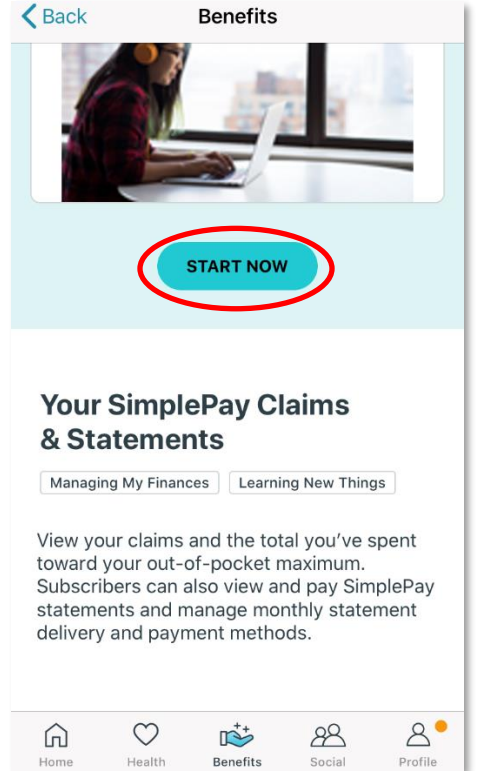 Back
Benefits
START NOW
Your SimplePay Claims
& Statements
Managing My Finances
Learning New Things
View your claims and the total you've spent
toward your out-of-pocket maximum.
Subscribers can also view and pay SimplePay
statements and manage monthly statement
delivery and payment methods.
Home
Health
Benefits
Social
Profile